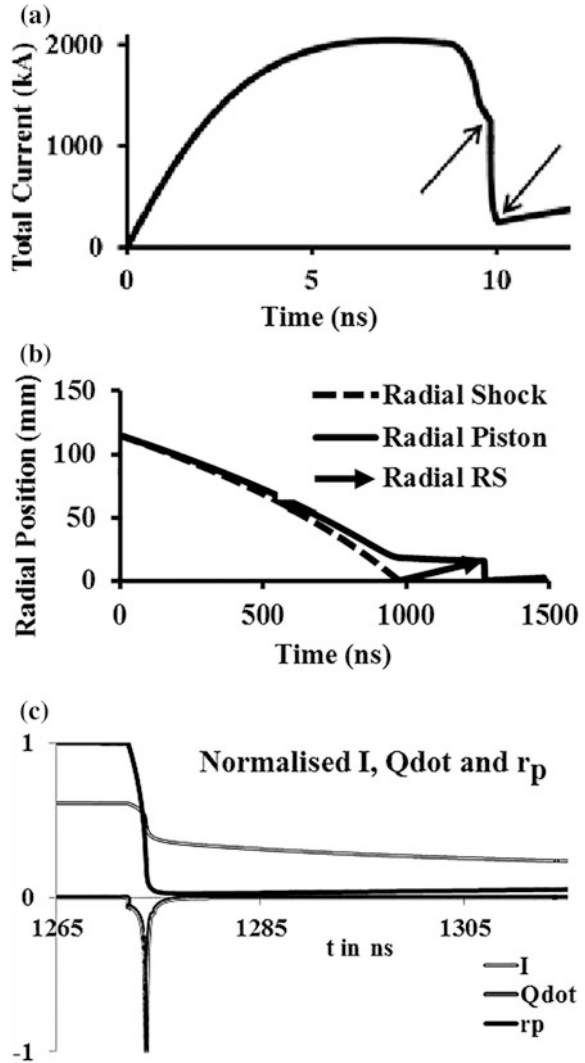 (a)
Total Current (kA)
2000
1000
0
0 5 10
Time (ns)
(b)
Radial Position (mm)
150
100
50
0
Radial Shock
Radial Piston
Radial RS
0 500 1000 1500
Time (ns)
(c)
1
Normalised I, Qdot and rp
0
1265 1285 1305
t in ns
I
Qdot
rp
-1